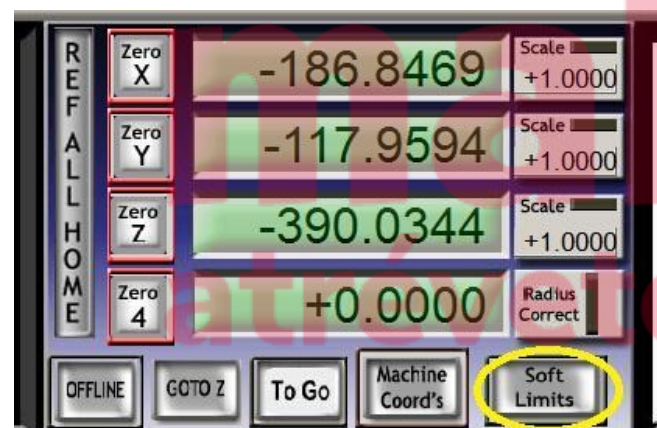 REF ALL HOME
Zero X
-186.8469
Scale
+1.0000
Zero Y
-117.9594
Scale
+1.0000
Zero Z
-390.0344
Scale
+1.0000
Zero 4
+0.0000
Radius Correct
OFFLINE
GOTO Z
To Go
Machine Coord's
Soft Limits
atrévete